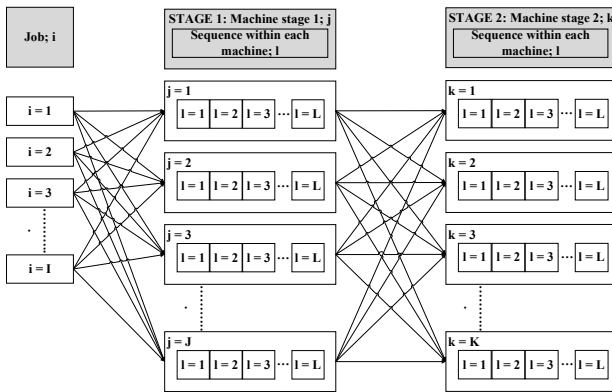 Job; i
STAGE 1: Machine stage 1; j
Sequence within each
machine; l
STAGE 2: Machine stage 2; k
Sequence within each
machine; l
i = 1
i = 2
i = 3
i = I
j = 1
l = 1 l = 2 l = 3 ... l = L
j = 2
l = 1 l = 2 l = 3 ... l = L
j = 3
l = 1 l = 2 l = 3 ... l = L
j = J
l = 1 l = 2 l = 3 ... l = L
k = 1
l = 1 l = 2 l = 3 ... l = L
k = 2
l = 1 l = 2 l = 3 ... l = L
k = 3
l = 1 l = 2 l = 3 ... l = L
k = K
l = 1 l = 2 l = 3 ... l = L